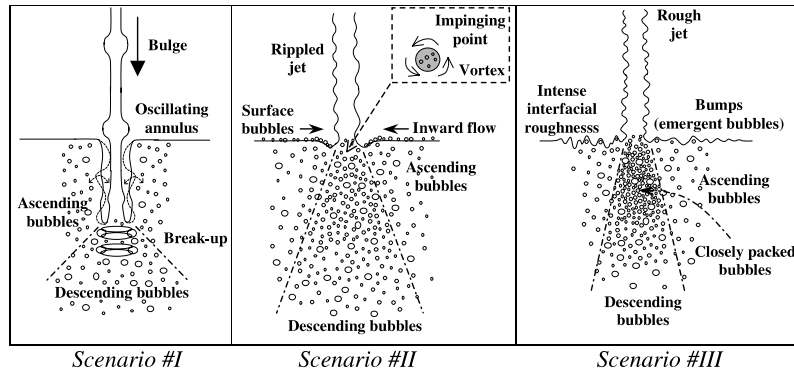 Bulge
Oscillating
annulus
Ascending
bubbles
Break-up
Descending bubbles
Scenario #I
Rippled
jet
Impinging
point
Vortex
Surface
bubbles
Inward flow
Ascending
bubbles
Descending bubbles
Scenario #II
Rough
jet
Intense
interfacial
roughnesss
Bumps
(emergent bubbles)
Ascending
bubbles
Closely packed
bubbles
Descending
bubbles
Scenario #III